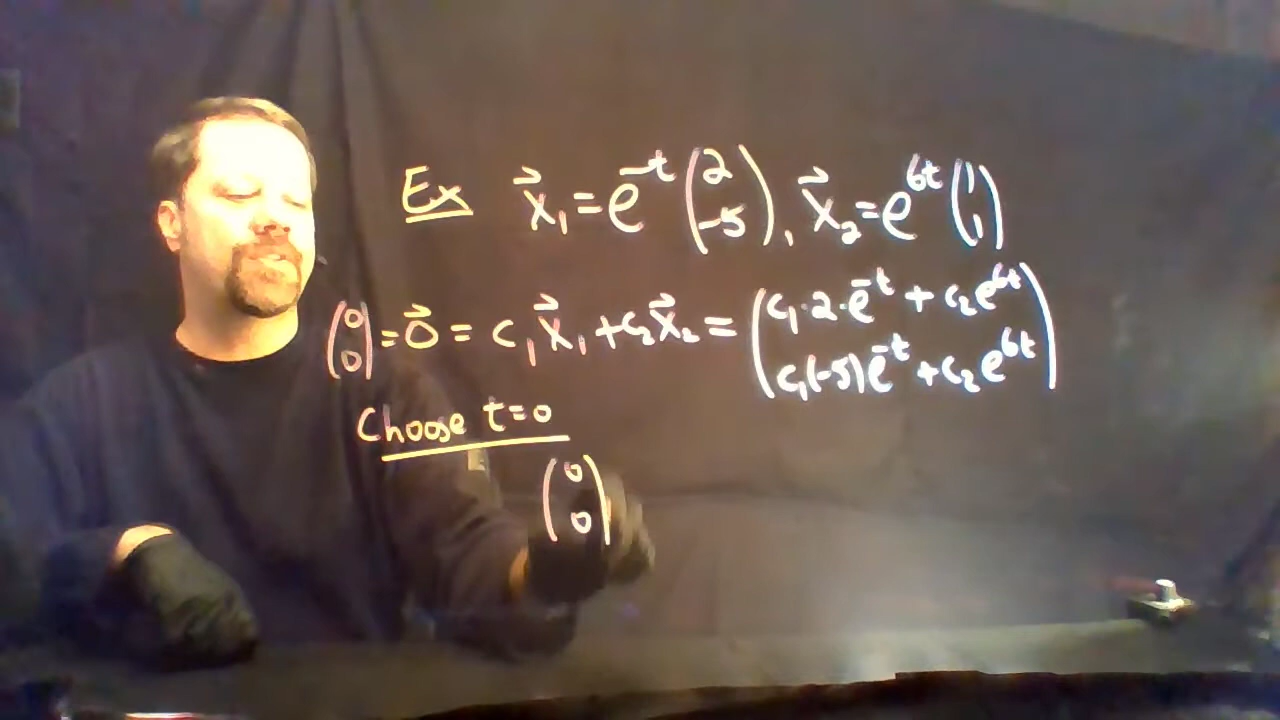 Ex x⃗₁ = e⁻ᵗ (2 −5), x⃗₂ = e⁶ᵗ (1 1)
(0 0) = 0⃗ = c₁x⃗₁ + c₂x⃗₂ = (c₁·2·e⁻ᵗ + c₂e⁶ᵗ
c₁(−5)e⁻ᵗ + c₂e⁶ᵗ)
Choose t=0
(0 0)